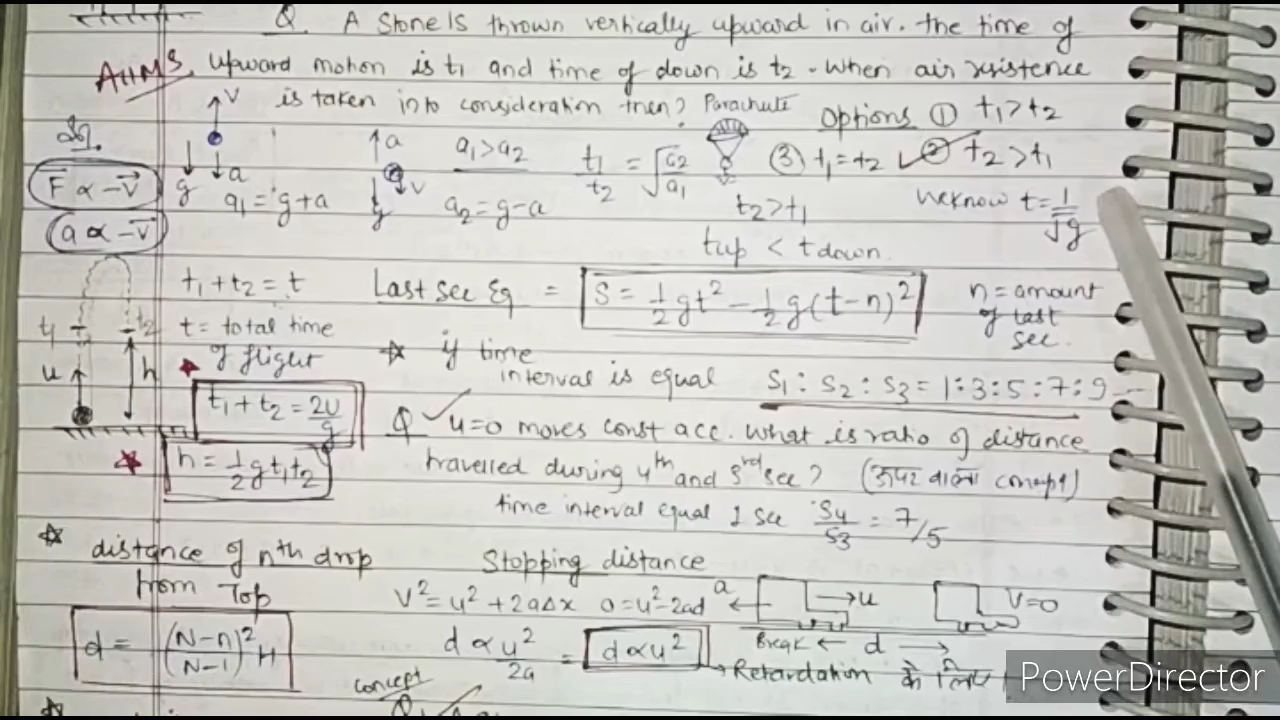 Q. A Stone Is thrown vertically upward in air. the time of
AIIMS upward motion is t₁ and time of down is t₂. when air resistence
is taken into consideration then? Parachute Options ① t₁>t₂
V a a₁>a₂ t₁/t₂ = √a₂/a₁ ③ t₁=t₂ ② t₂>t₁
Sol.
F⃗ ∝ -V⃗ g a a₁ = g+a g V a₂=g-a t₂>t₁ we know t=1/√g
a ∝ -V⃗ tup < tdown
t₁+t₂=t Last sec Eq = S = ½gt² - ½g(t-n)² n=amount
of last
sec.
t₁ t₂ t= total time
of flight
u h ☆ if time
interval is equal S₁ : S₂ : S₃ = 1:3:5:7:9 --
t₁+t₂ = 2U/g
Q u=0 moves const acc. What is ratio of distance
h = ½gt₁t₂ travelled during 4th and 3rd sec? (ऊपर वाला concept)
time interval equal 1 sec S₄/S₃ = 7/5
☆ distance of nth drop
from Top
Stopping distance
V²=u²+2aΔx 0=u²-2ad a u V=0
d = (N-n/N-1)² H d ∝ u²/2a = d∝u² Break d
Retardation के लिए
concept
Q.
PowerDirector